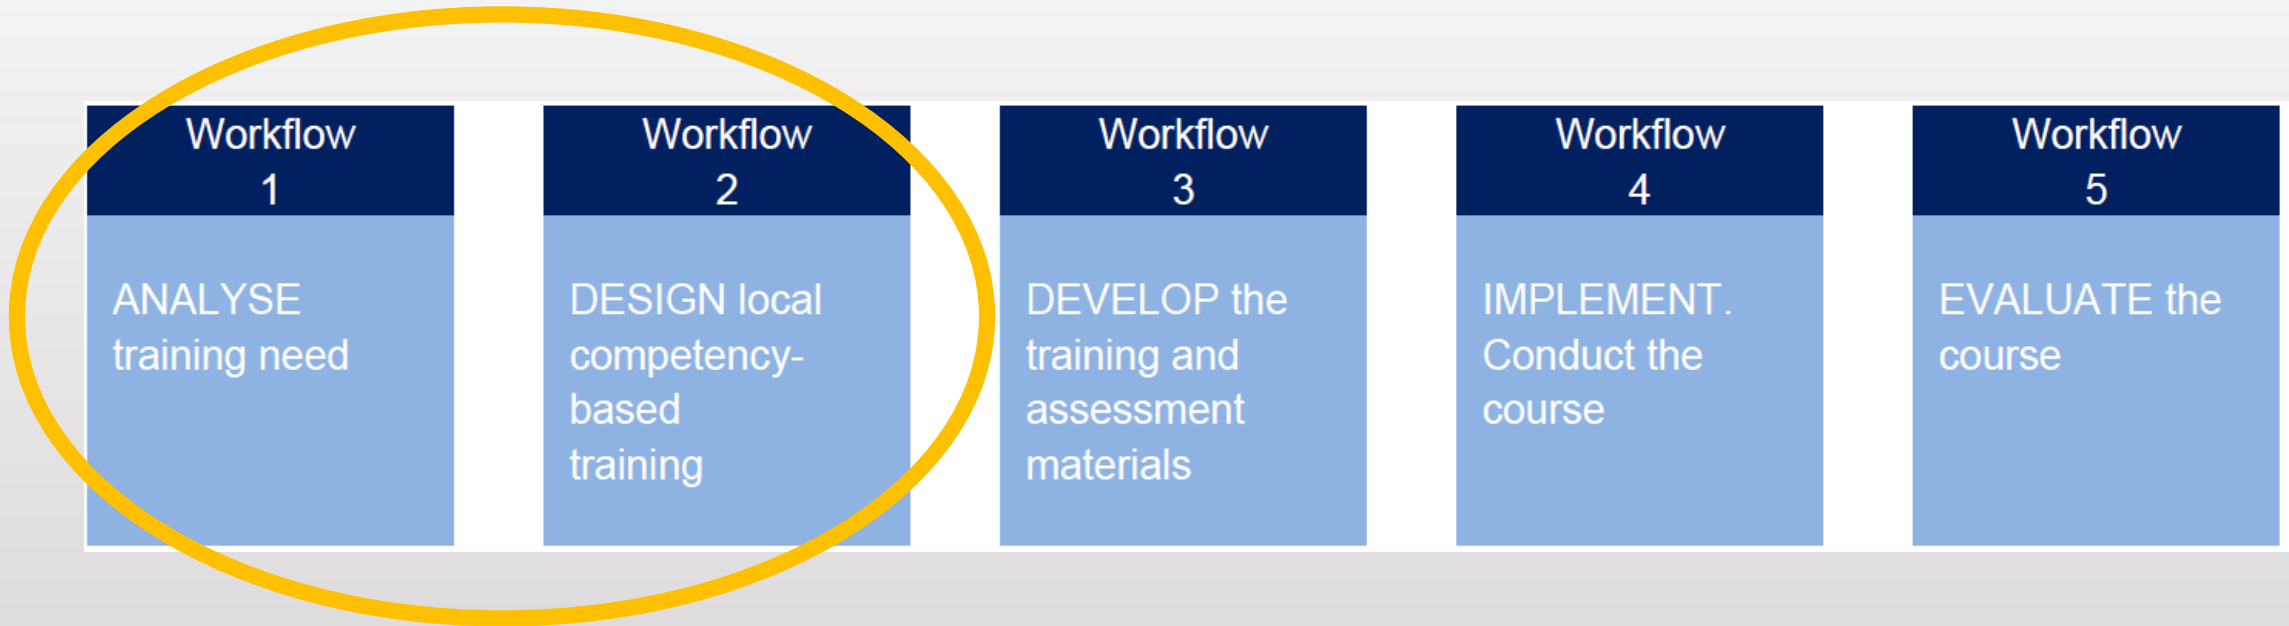 Workflow
1
ANALYSE
training need
Workflow
2
DESIGN local
competency-
based
training
Workflow
3
DEVELOP the
training and
assessment
materials
Workflow
4
IMPLEMENT.
Conduct the
course
Workflow
5
EVALUATE the
course